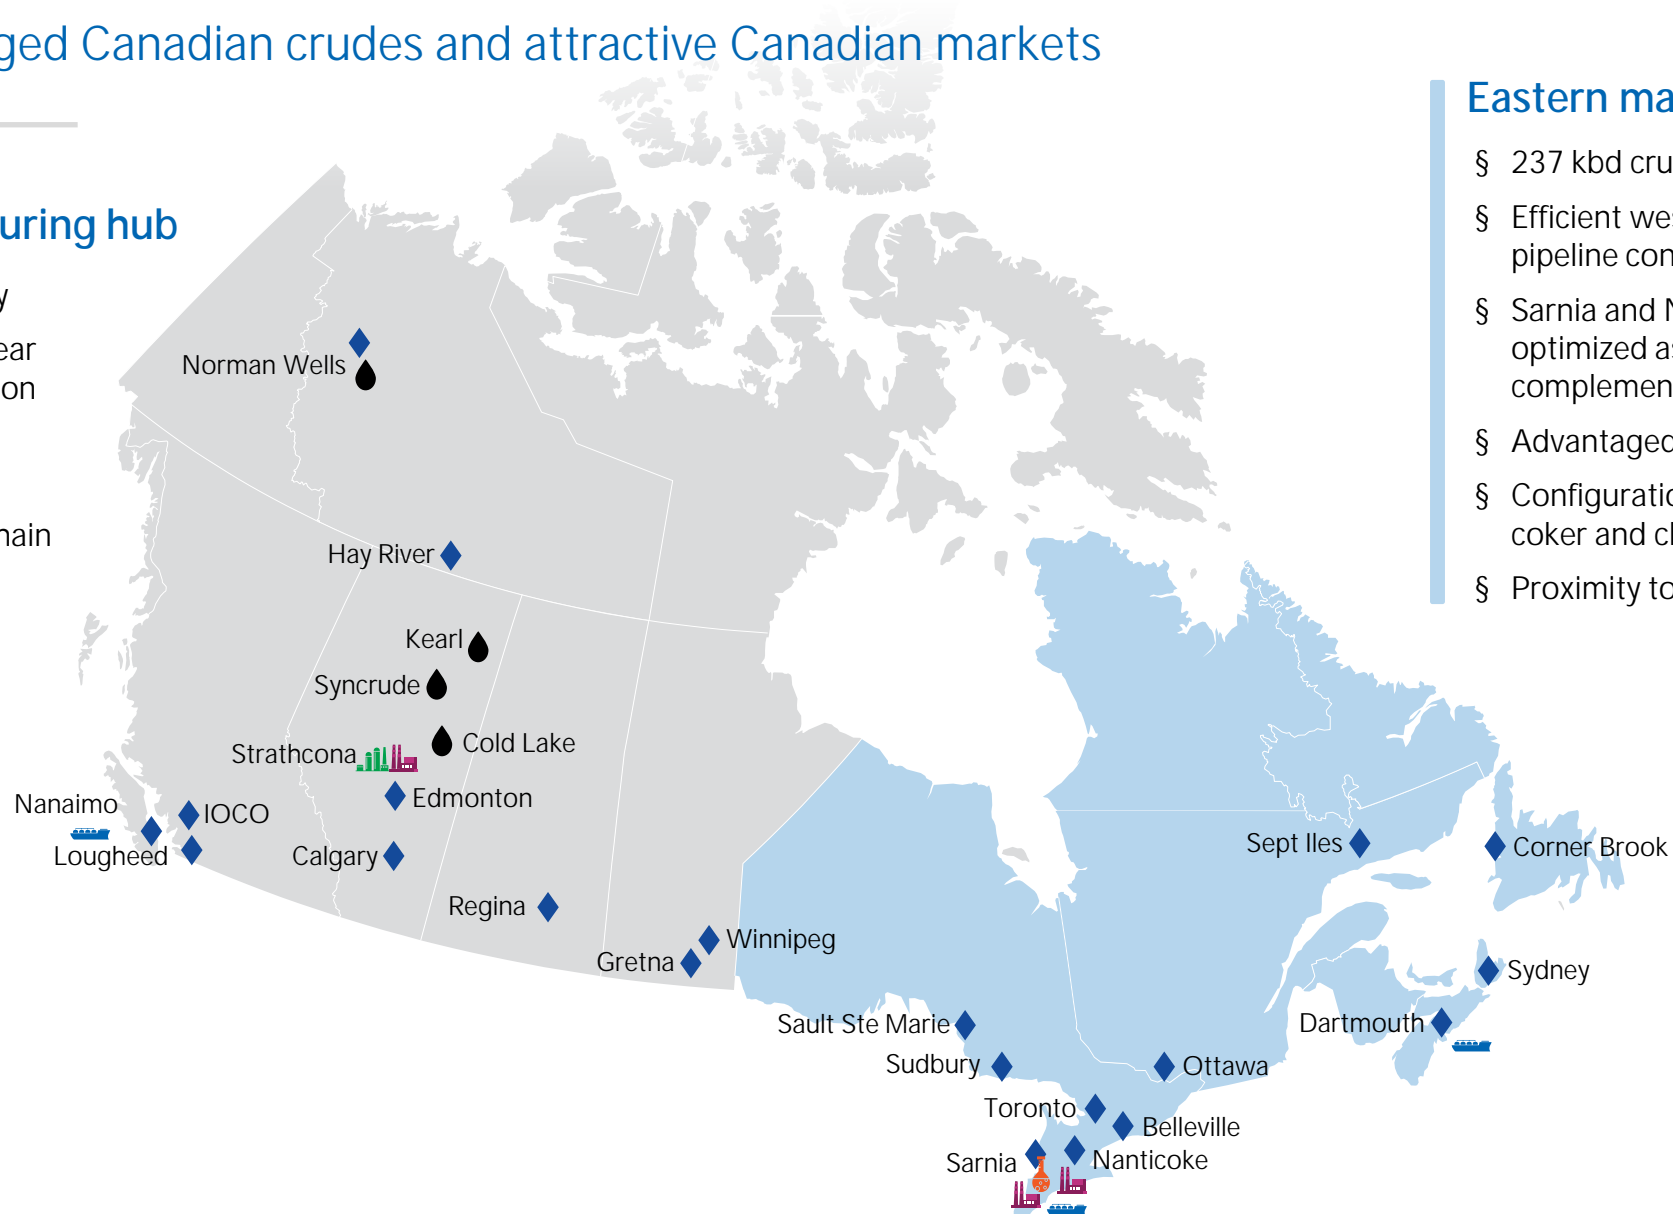 ged Canadian crudes and attractive Canadian markets
uring hub
y
ear
on
nain
Eastern ma
§ 237 kbd cru
§ Efficient wes
pipeline con
§ Sarnia and N
optimized as
complemen
§ Advantaged
§ Configuratio
coker and cl
§ Proximity to
Norman Wells
Hay River
Kearl
Syncrude
Cold Lake
Strathcona
Edmonton
Nanaimo
IOCO
Lougheed
Calgary
Regina
Winnipeg
Gretna
Sept Iles
Corner Brook
Sydney
Dartmouth
Sault Ste Marie
Sudbury
Ottawa
Toronto
Belleville
Sarnia
Nanticoke